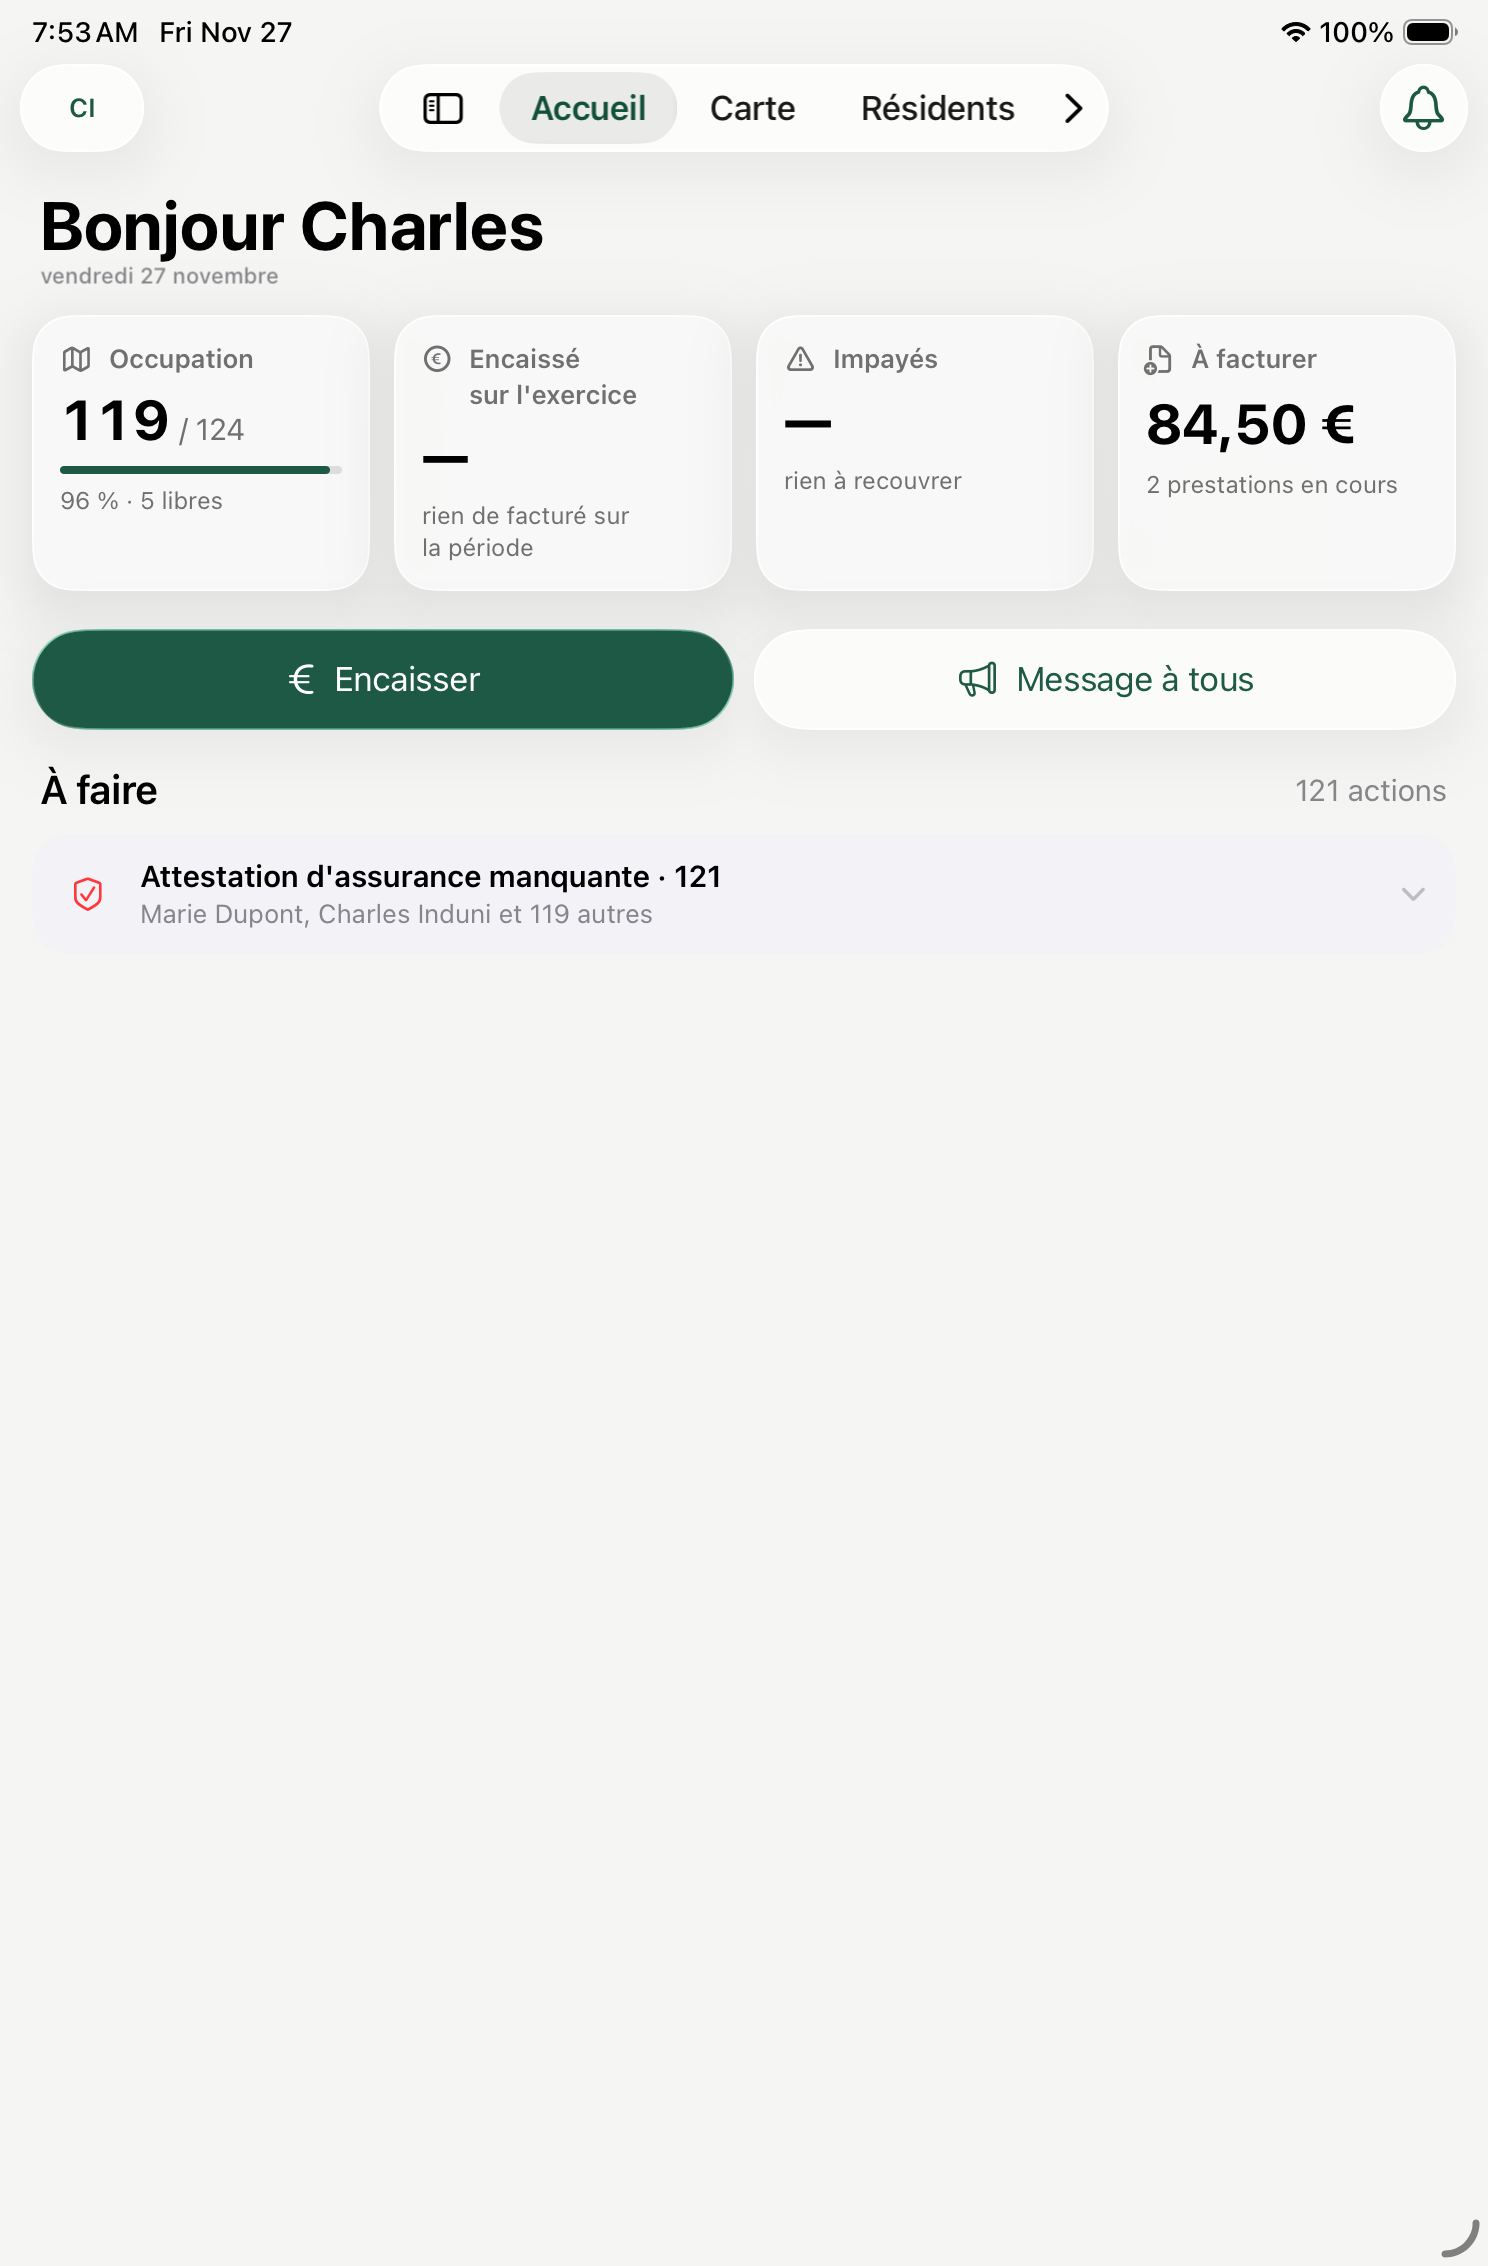 7:53 AM Fri Nov 27
100%
CI
Accueil
Carte
Résidents
Bonjour Charles
vendredi 27 novembre
Occupation
119 / 124
96 % · 5 libres
Encaissé
sur l'exercice
—
rien de facturé sur
la période
Impayés
—
rien à recouvrer
À facturer
84,50 €
2 prestations en cours
€ Encaisser
Message à tous
À faire
121 actions
Attestation d'assurance manquante · 121
Marie Dupont, Charles Induni et 119 autres